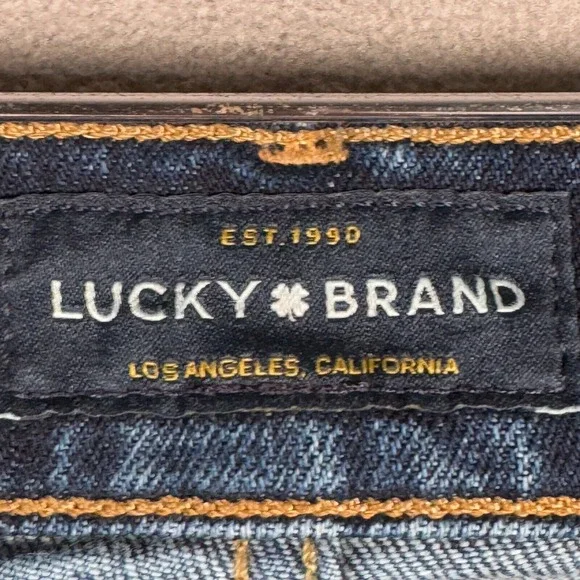 EST. 1990
LUCKY BRAND
LOS ANGELES, CALIFORNIA